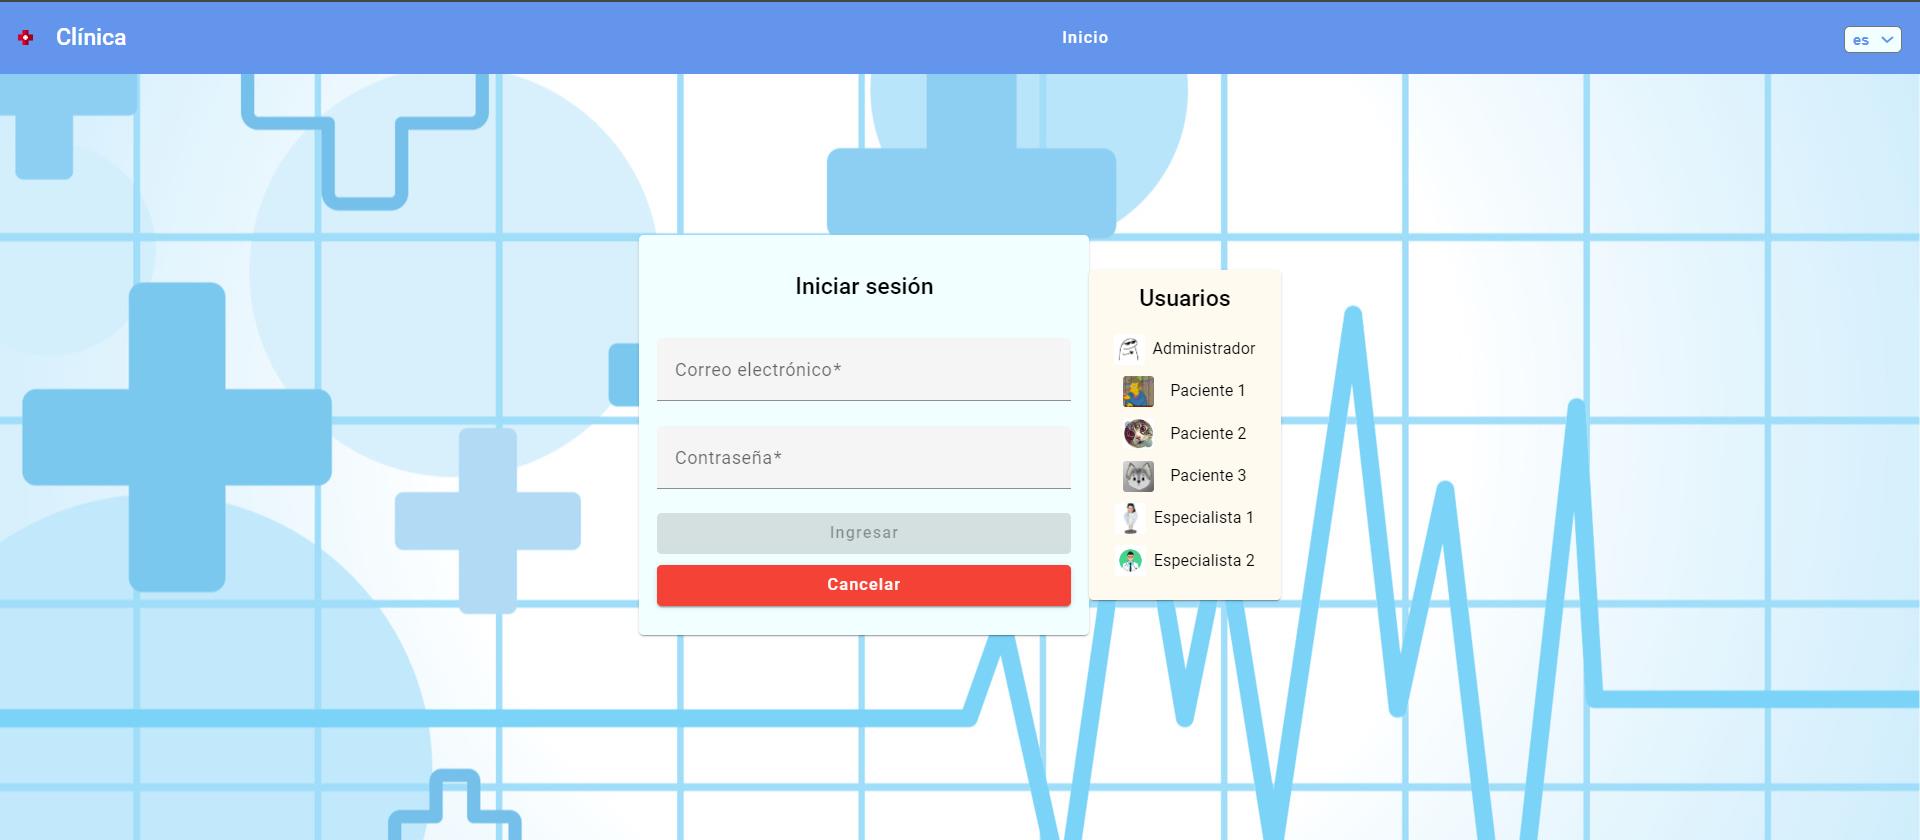 Clínica
Inicio
es
Iniciar sesión
Correo electrónico*
Contraseña*
Ingresar
Cancelar
Usuarios
Administrador
Paciente 1
Paciente 2
Paciente 3
Especialista 1
Especialista 2